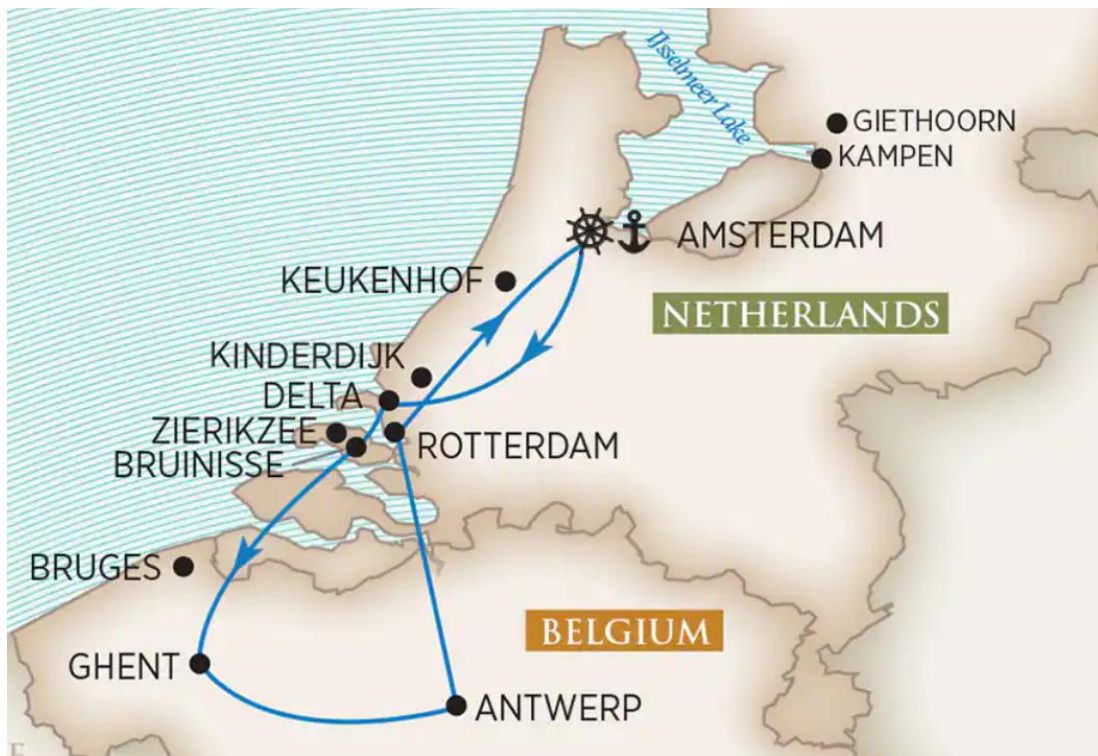 IJsselmeer Lake
GIETHOORN
KAMPEN
AMSTERDAM
KEUKENHOF
NETHERLANDS
KINDERDIJK
DELTA
ZIERIKZEE
ROTTERDAM
BRUINISSE
BRUGES
BELGIUM
GHENT
ANTWERP